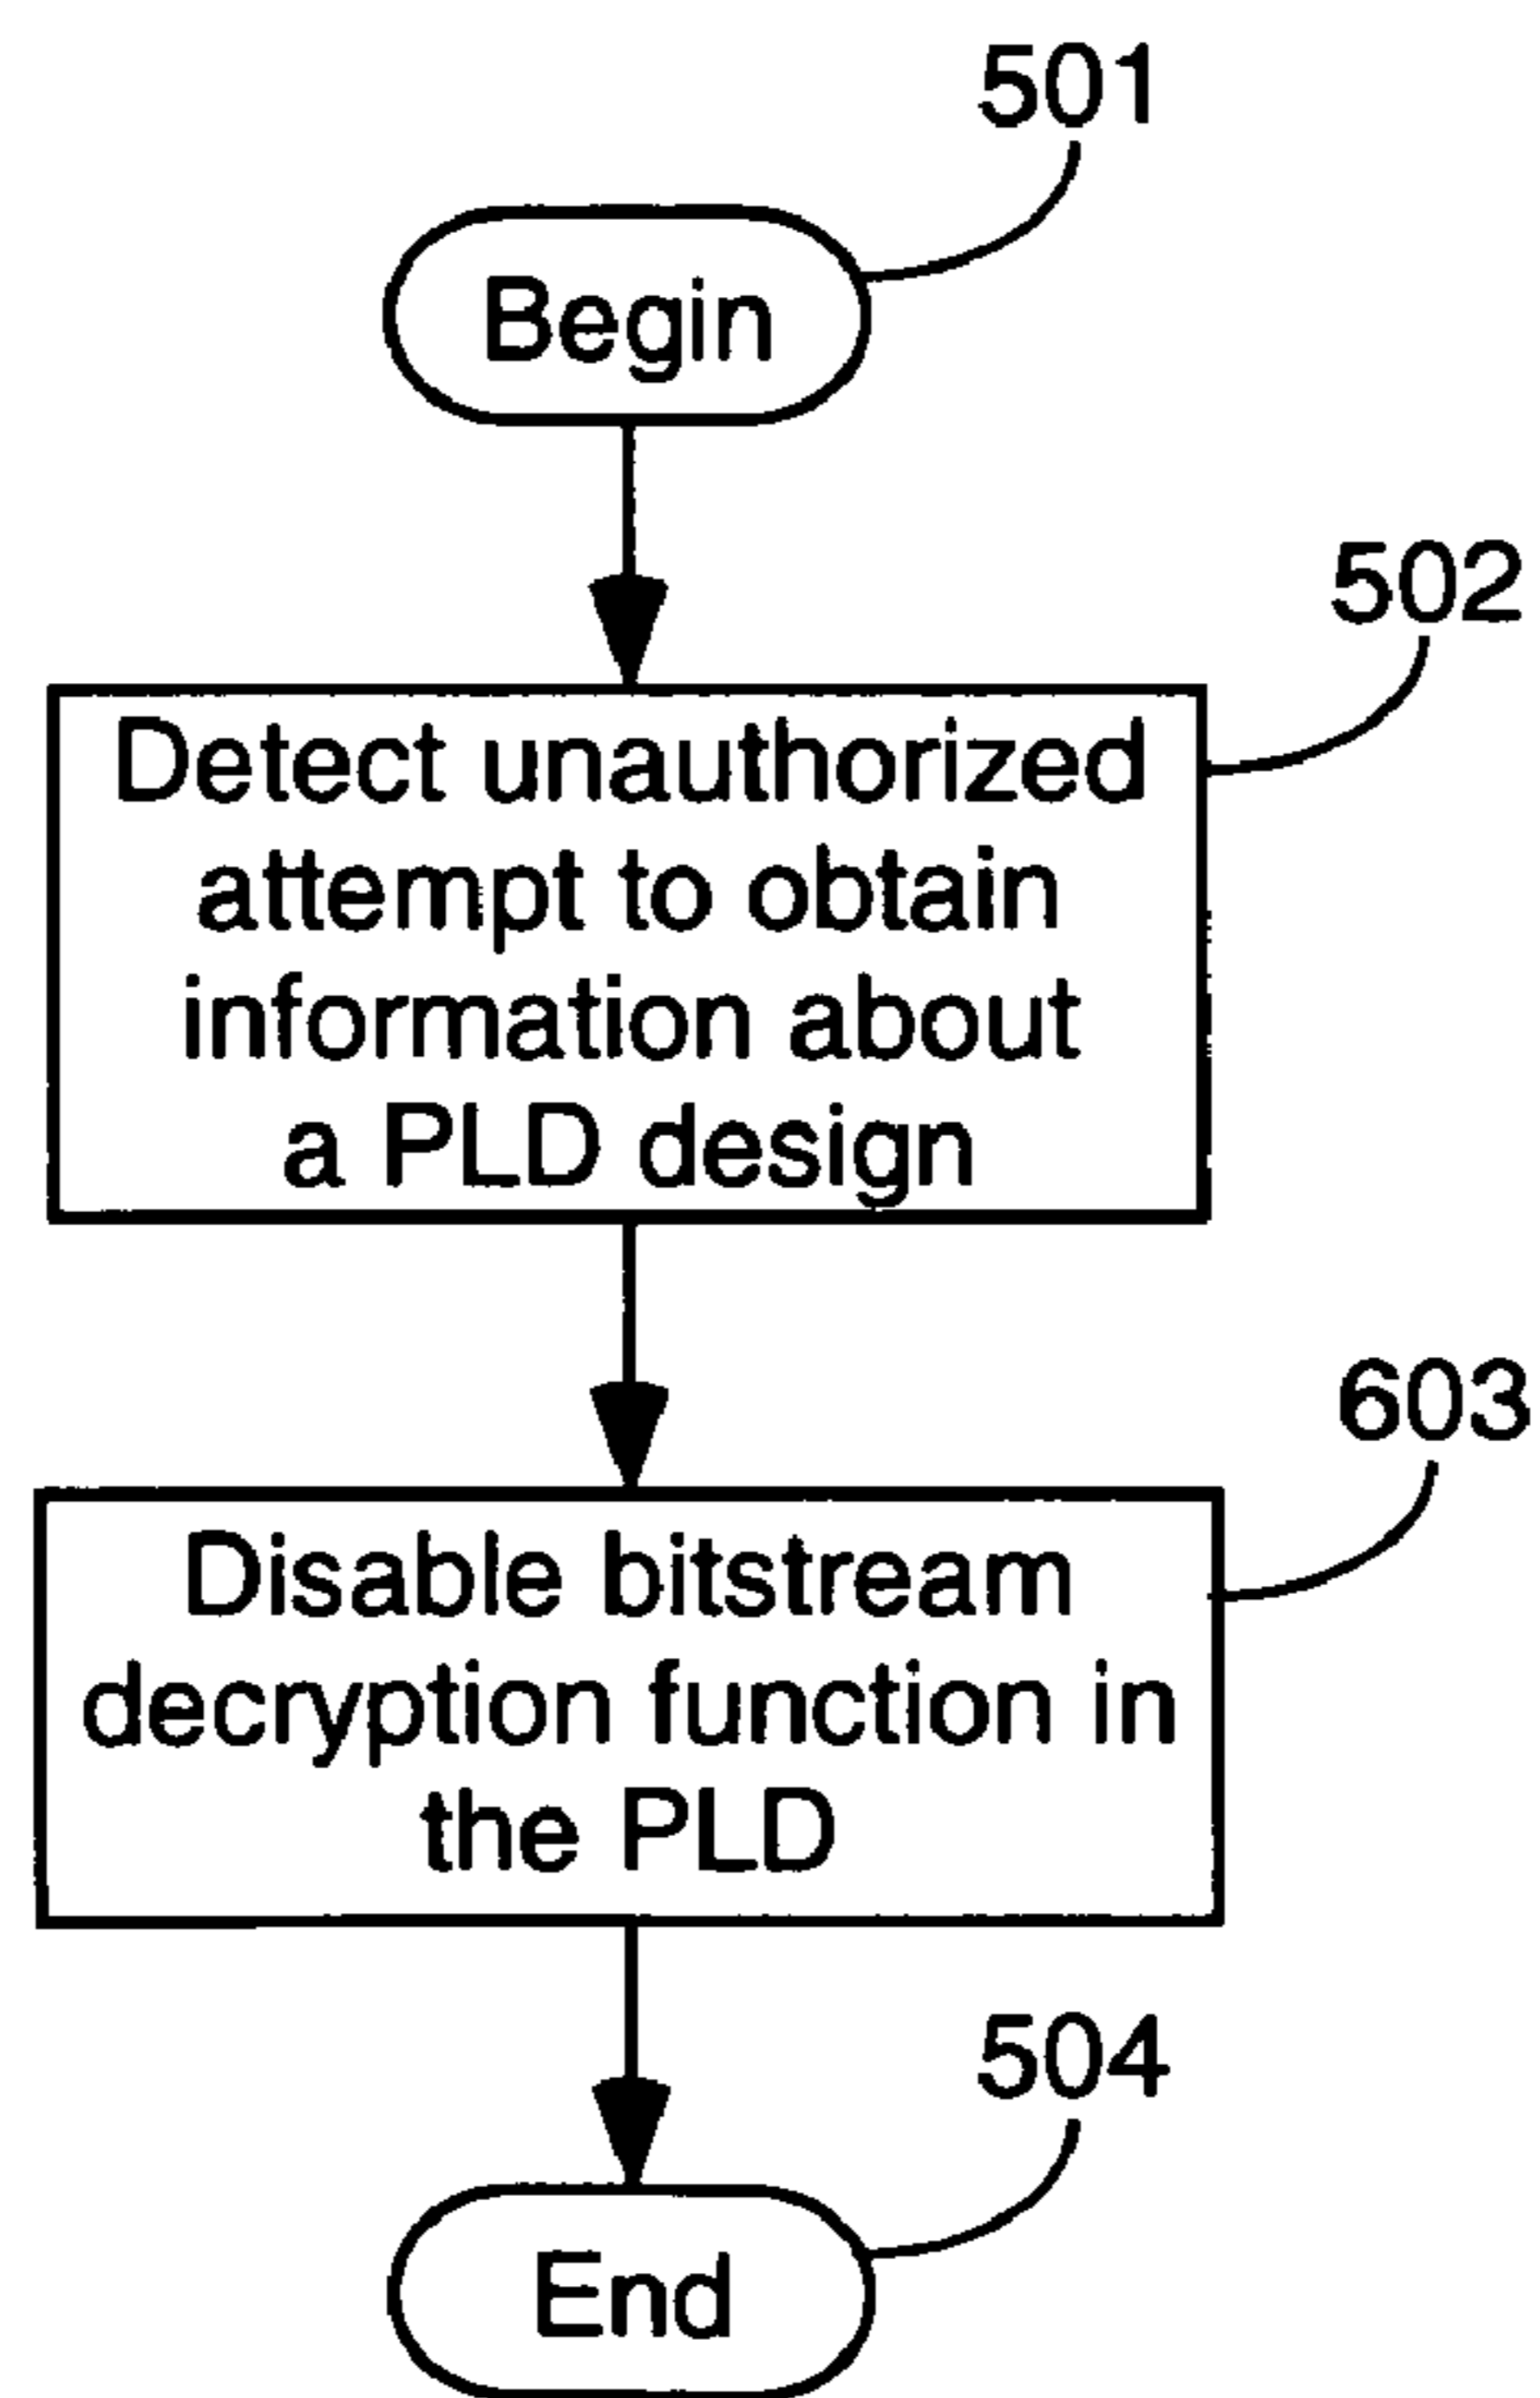 501
Begin
502
Detect unauthorized
attempt to obtain
information about
a PLD design
603
Disable bitstream
decryption function in
the PLD
504
End